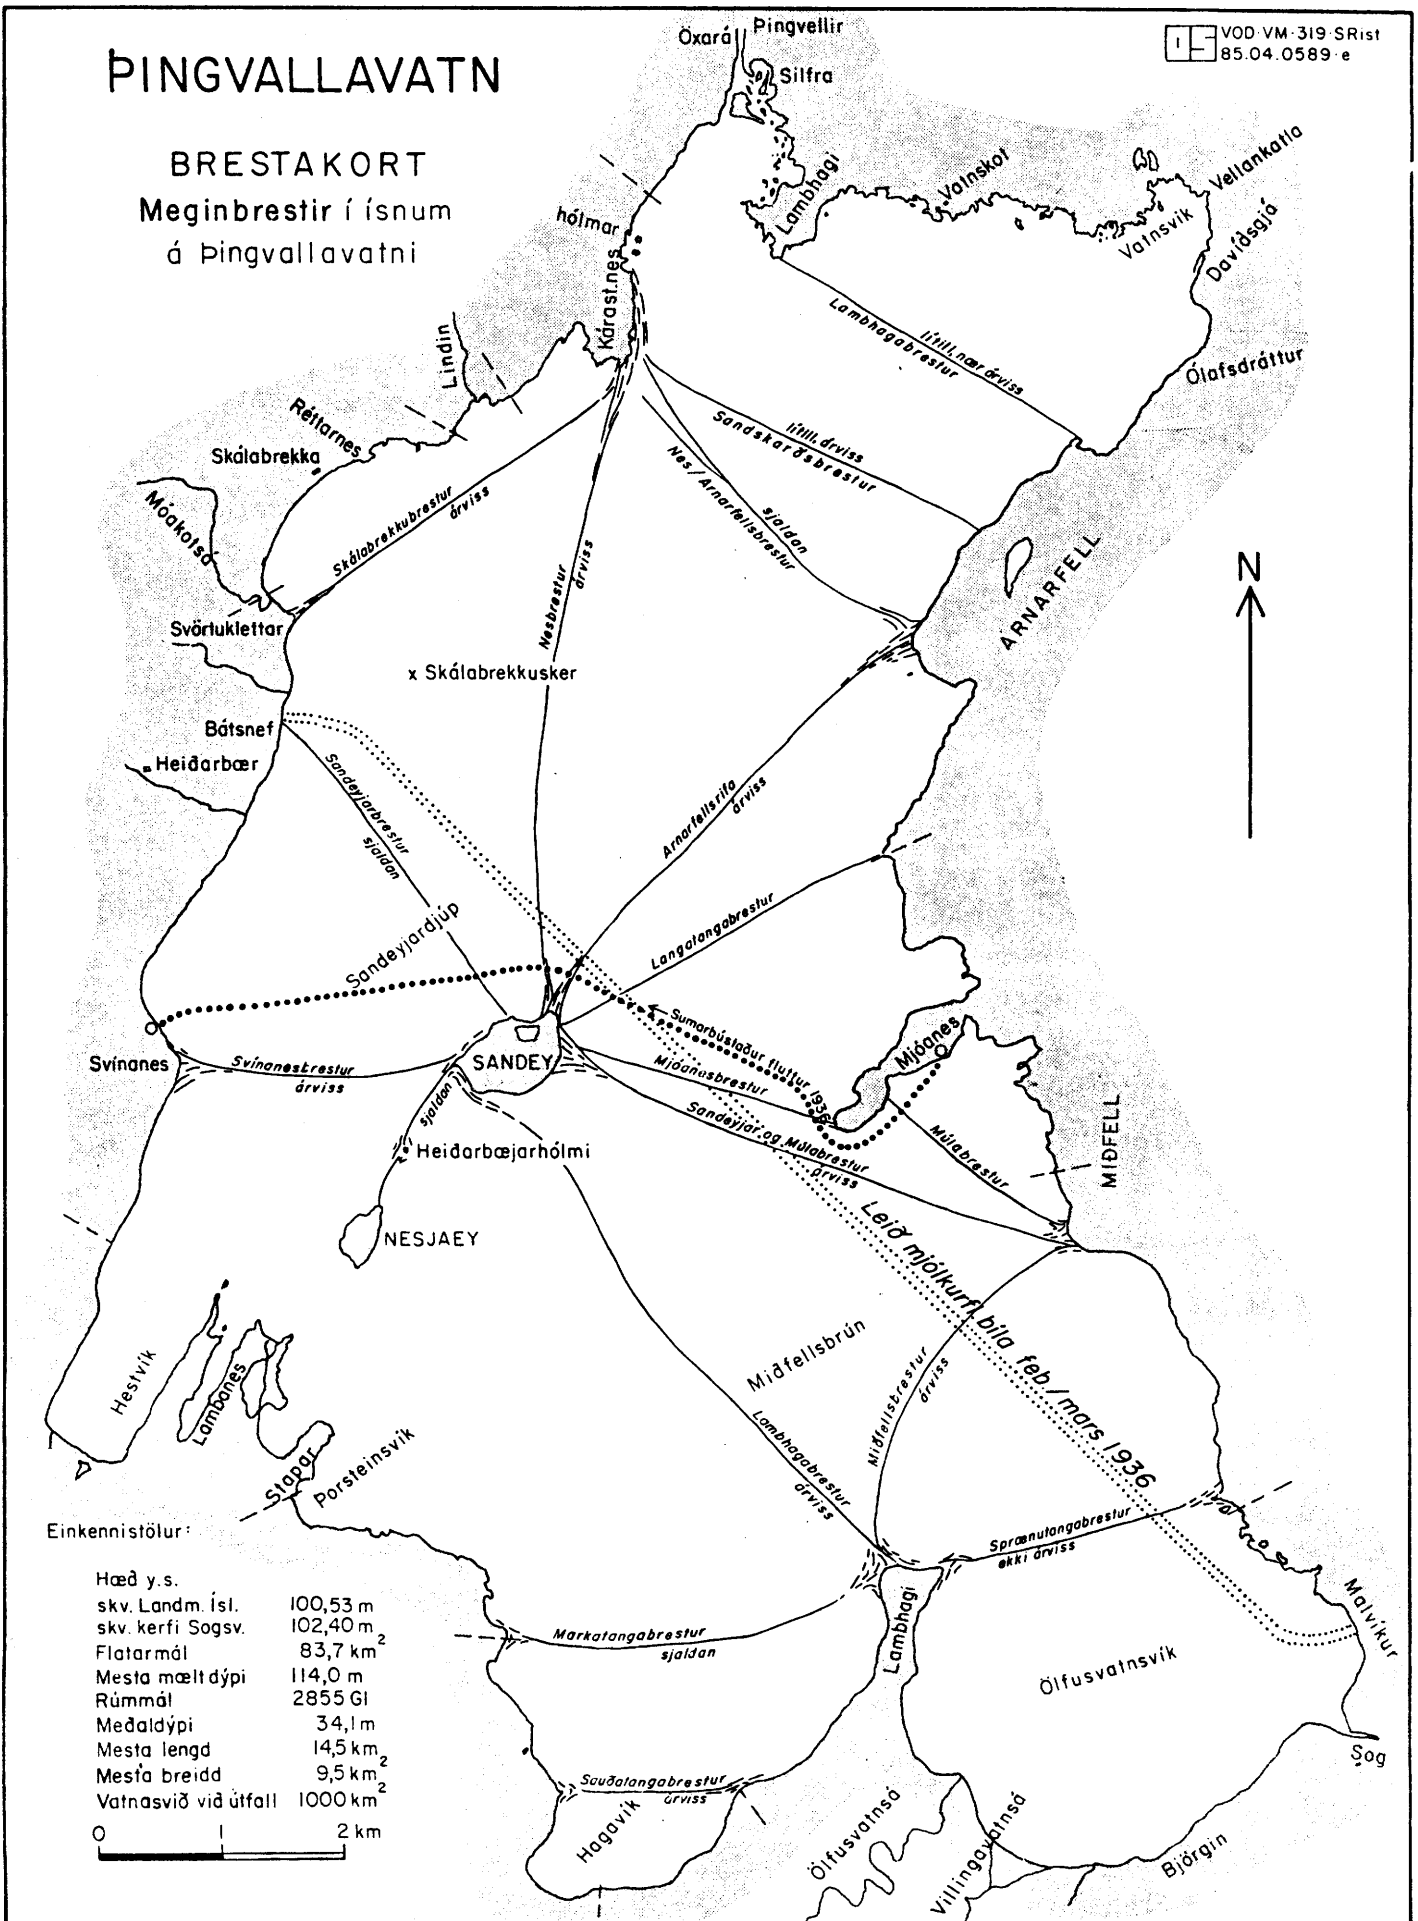 ÞINGVALLAVATN
BRESTAKORT
Meginbrestir í ísnum
á Þingvallavatni
VOD·VM·319·SRist
85.04.0589·e
Öxará
Þingvellir
Silfra
Lambhagi
Vatnskot
Vellankatla
Vatnsvik
Davíðsgjá
Ólafsdráttur
hólmar
Kárast.nes
Lindin
Réttarnes
Skálabrekka
Móakotsá
Svörtuklettar
Lambhagabrestur
lítill, nær árviss
Sandskarðsbrestur
lítill, árviss
Nes/Arnarfellsbrestur
sjaldan
Skálabrekkubrestur
árviss
Nesbrestur
árviss
ARNARFELL
N
x Skálabrekkusker
Bátsnef
Heiðarbær
Sandeyjarbrestur
sjaldan
Arnarfellsrifa
árviss
Langatangabrestur
Sandeyjardjúp
Sumarbústaður fluttur 1936
Mjóanes
Svínanes
Svínanesbrestur
árviss
SANDEY
Mjóanesbrestur
Sandeyjar og Múlabrestur
árviss
Múlabrestur
MIÐFELL
sjaldan
Heiðarbæjarhólmi
NESJAEY
Leið mjólkurfl.bíla feb/mars 1936
Miðfellsbrún
Miðfellsbrestur
árviss
Hestvík
Lambanes
Stapar
Þorsteinsvík
Lambhagabrestur
árviss
Sprænutangabrestur
ekki árviss
Malvíkur
Markatangabrestur
sjaldan
Lambhagi
Ölfusvatnsvík
Sog
Sauðatangabrestur
árviss
Hagavík
Ölfusvatnsá
Villingavatnsá
Björgin
Einkennistölur:
Hæð y.s.
skv. Landm. Ísl. 100,53 m
skv. kerfi Sogsv. 102,40 m
Flatarmál 83,7 km²
Mesta mælt dýpi 114,0 m
Rúmmál 2855 Gl
Meðaldýpi 34,1 m
Mesta lengd 14,5 km
Mesta breidd 9,5 km²
Vatnasvið við útfall 1000 km²
0 1 2 km